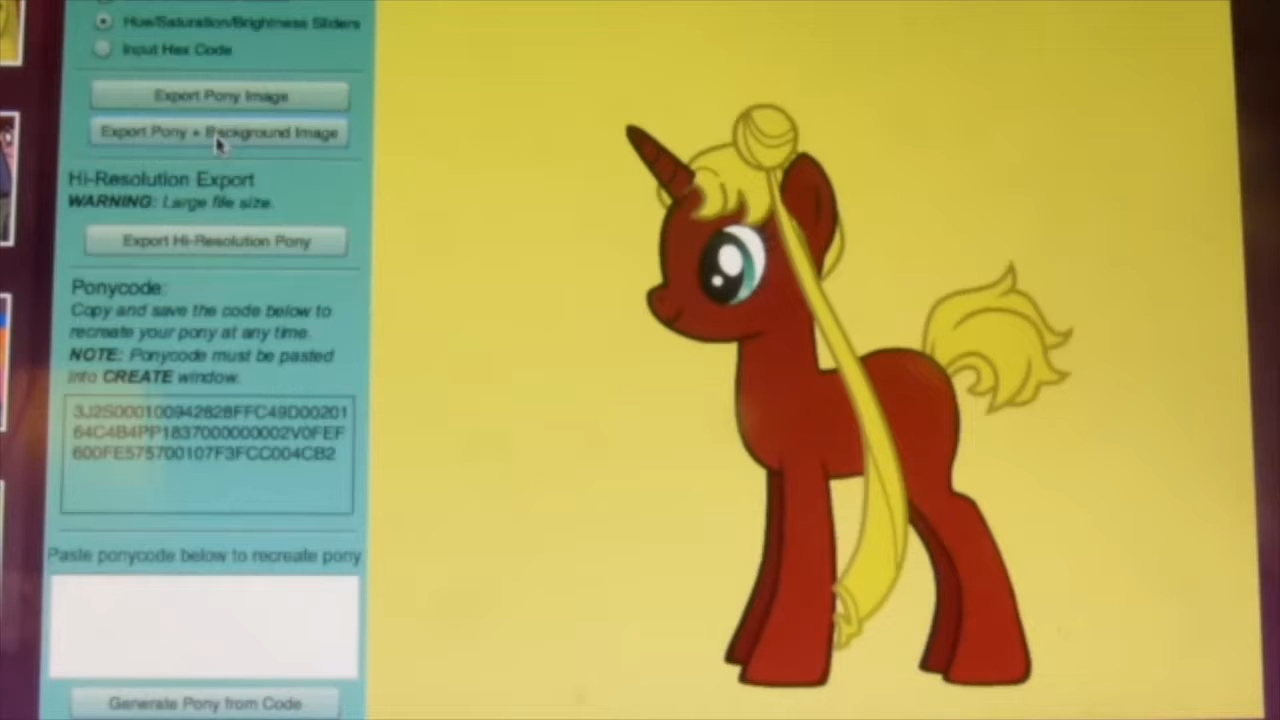 Hue/Saturation/Brightness Sliders
Input Hex Code
Export Pony Image
Export Pony + Background Image
Hi-Resolution Export
WARNING: Large file size.
Export Hi-Resolution Pony
Ponycode:
Copy and save the code below to
recreate your pony at any time.
NOTE: Ponycode must be pasted
into CREATE window.
3J2S000100942828FFC49D00201
64C4B4PP1837000000002V0FEF
600FE575700107F3FCC004CB2
Paste ponycode below to recreate pony
Generate Pony from Code